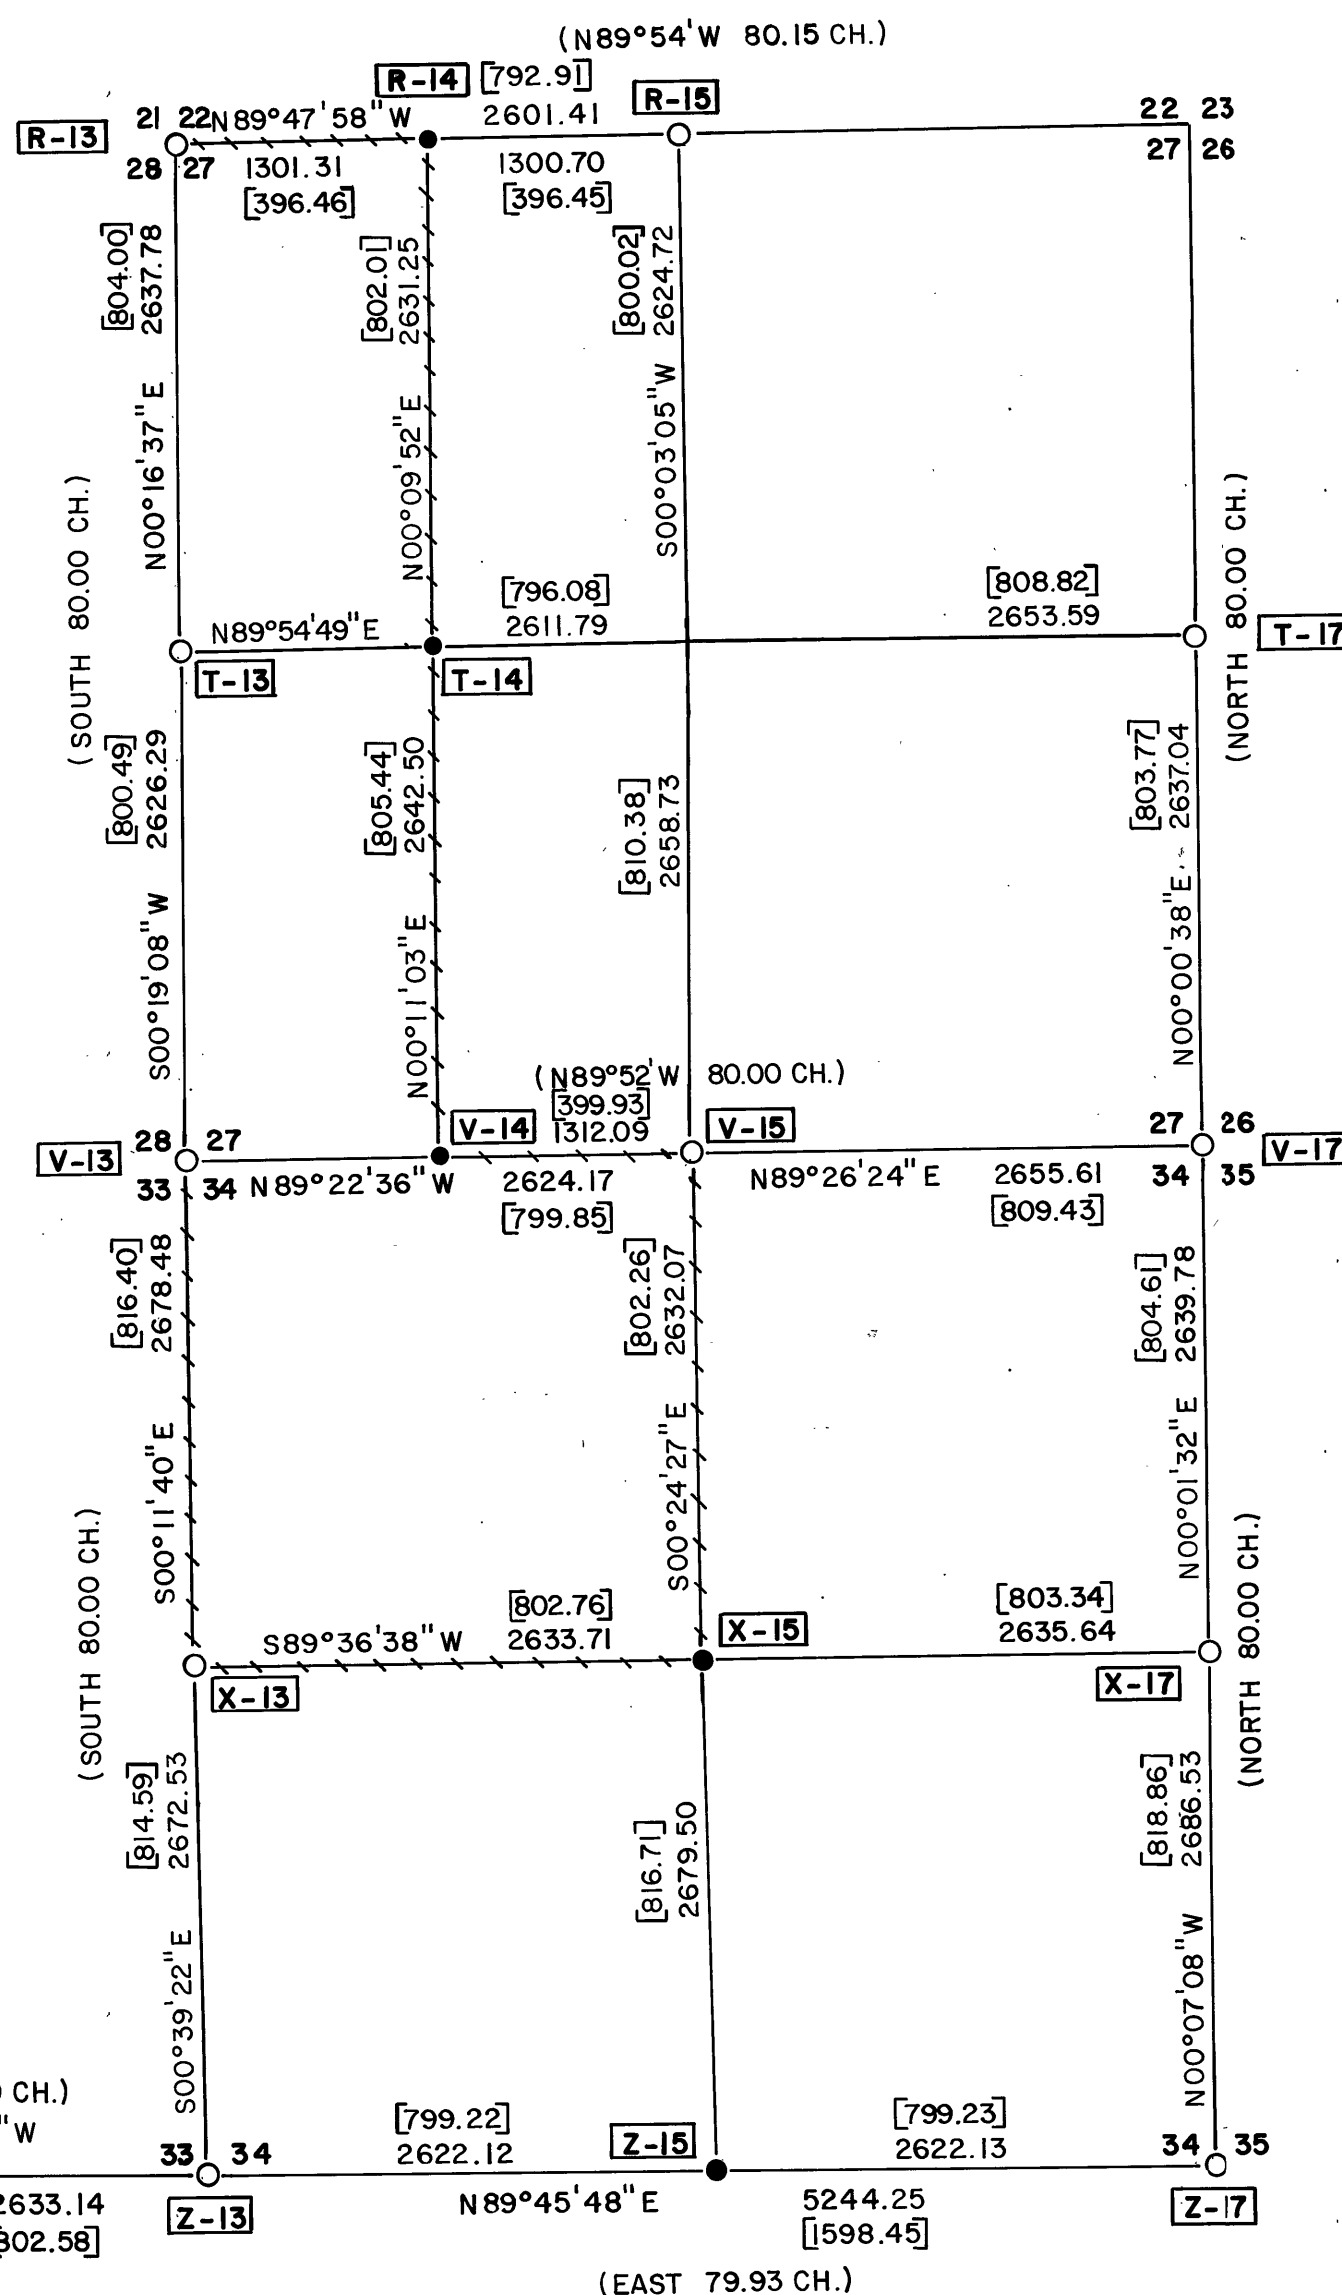 (N89°54'W 80.15 CH.)
R-14 [792.91]
R-15
21 22 N89°47'58"W 2601.41
22 23
R-13
28 27 1301.31 1300.70
27 26
[396.46] [396.45]
[804.00]
2637.78
N00°16'37"E
[802.01]
2631.25
N00°09'52"E
[800.02]
2624.72
S00°03'05"W
(SOUTH 80.00 CH.)
(NORTH 80.00 CH.)
[796.08]
2611.79
[808.82]
2653.59
N89°54'49"E
T-13
T-14
T-17
[800.49]
2626.29
S00°19'08"W
[805.44]
2642.50
N00°11'03"E
[810.38]
2658.73
[803.77]
2637.04
N00°00'38"E
(N89°52'W 80.00 CH.)
[399.93]
1312.09
V-14
V-15
28 27
27 26
V-13
V-17
33 34 N89°22'36"W 2624.17
N89°26'24"E 2655.61 34 35
[799.85]
[809.43]
[816.40]
2678.48
S00°11'40"E
[802.26]
2632.07
S00°24'27"E
[804.61]
2639.78
N00°01'32"E
(SOUTH 80.00 CH.)
(NORTH 80.00 CH.)
[802.76]
S89°36'38"W 2633.71
X-15
[803.34]
2635.64
X-13
X-17
[814.59]
2672.53
S00°39'22"E
[816.71]
2679.50
[818.86]
2686.53
N00°07'08"W
CH.)
"W
[799.22]
2622.12
Z-15
[799.23]
2622.13
33 34
34 35
2633.14
802.58]
Z-13
N89°45'48"E
5244.25
[1598.45]
Z-17
(EAST 79.93 CH.)